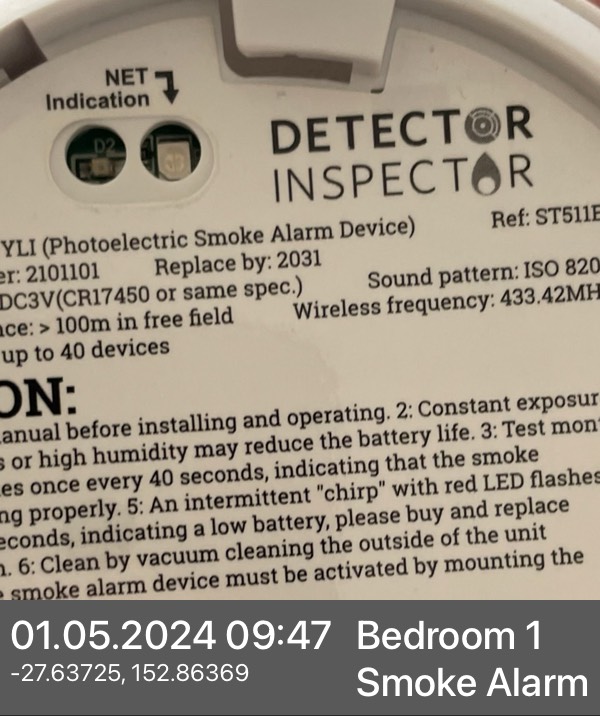 NET
Indication
D2
DETECTOR
INSPECTOR
YLI (Photoelectric Smoke Alarm Device) Ref: ST511E
er: 2101101 Replace by: 2031
DC3V(CR17450 or same spec.) Sound pattern: ISO 820
nce: > 100m in free field Wireless frequency: 433.42MH
up to 40 devices
ON:
anual before installing and operating. 2: Constant exposur
s or high humidity may reduce the battery life. 3: Test mon
es once every 40 seconds, indicating that the smoke
ng properly. 5: An intermittent "chirp" with red LED flashes
econds, indicating a low battery, please buy and replace
n. 6: Clean by vacuum cleaning the outside of the unit
e smoke alarm device must be activated by mounting the
01.05.2024 09:47 Bedroom 1
-27.63725, 152.86369 Smoke Alarm